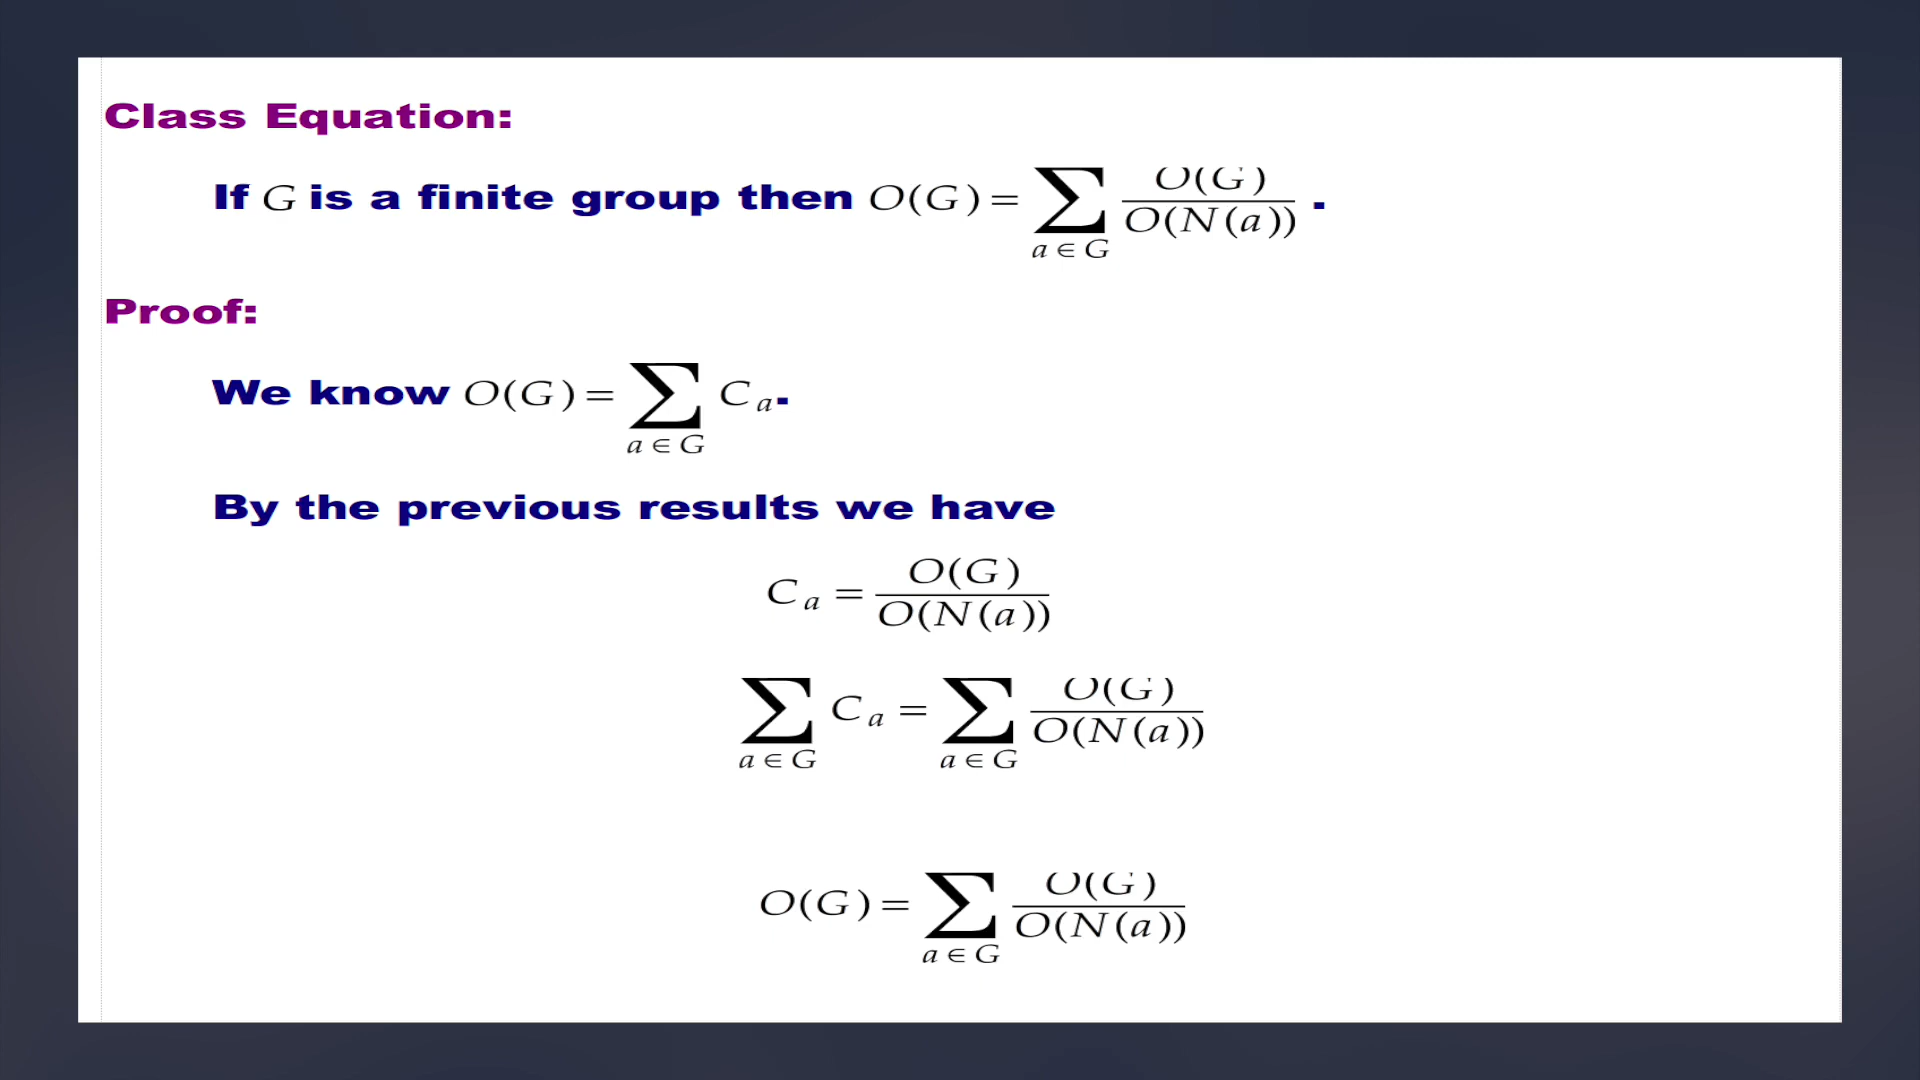 Class Equation:
If G is a finite group then O(G) = ∑_{a ∈ G} O(G)/O(N(a)) .
Proof:
We know O(G) = ∑_{a ∈ G} C_a.
By the previous results we have
C_a = O(G)/O(N(a))
∑_{a ∈ G} C_a = ∑_{a ∈ G} O(G)/O(N(a))
O(G) = ∑_{a ∈ G} O(G)/O(N(a))